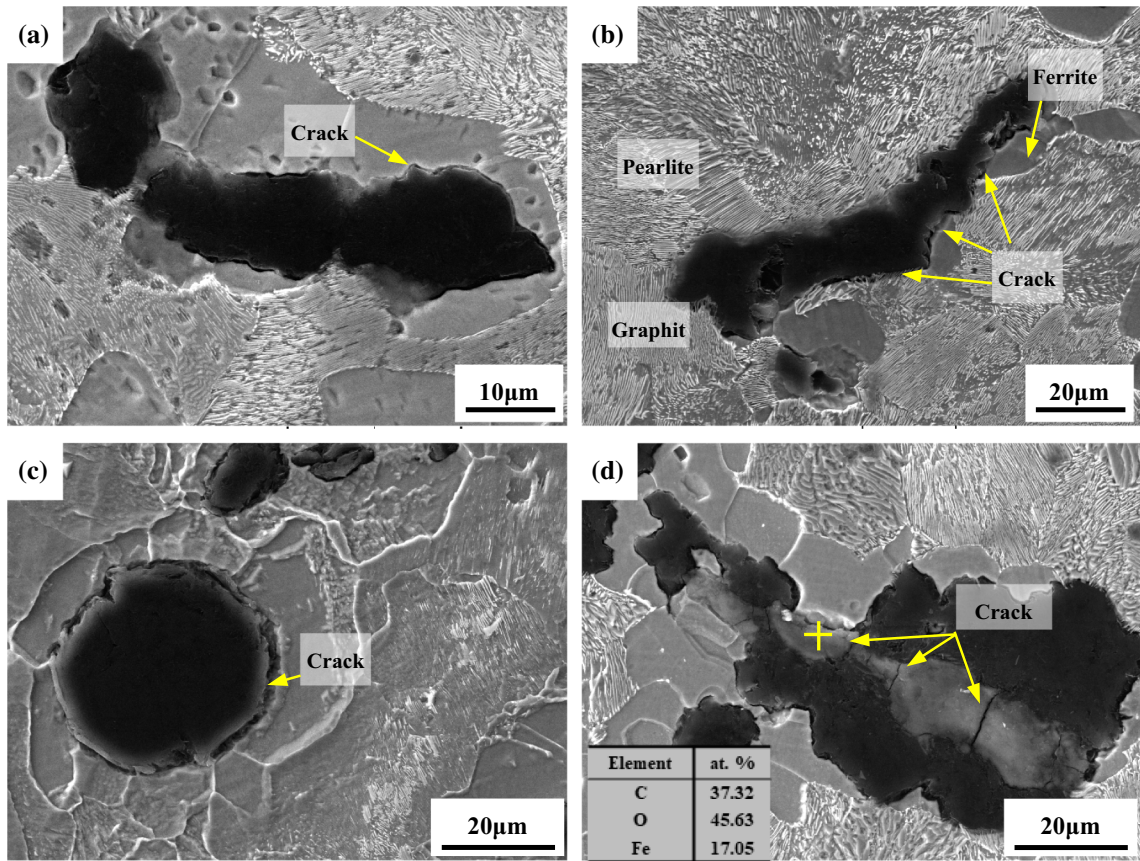 (a)
Crack
10μm
(b)
Ferrite
Pearlite
Crack
Graphit
20μm
(c)
Crack
20μm
(d)
Crack
Element at. %
C 37.32
O 45.63
Fe 17.05
20μm